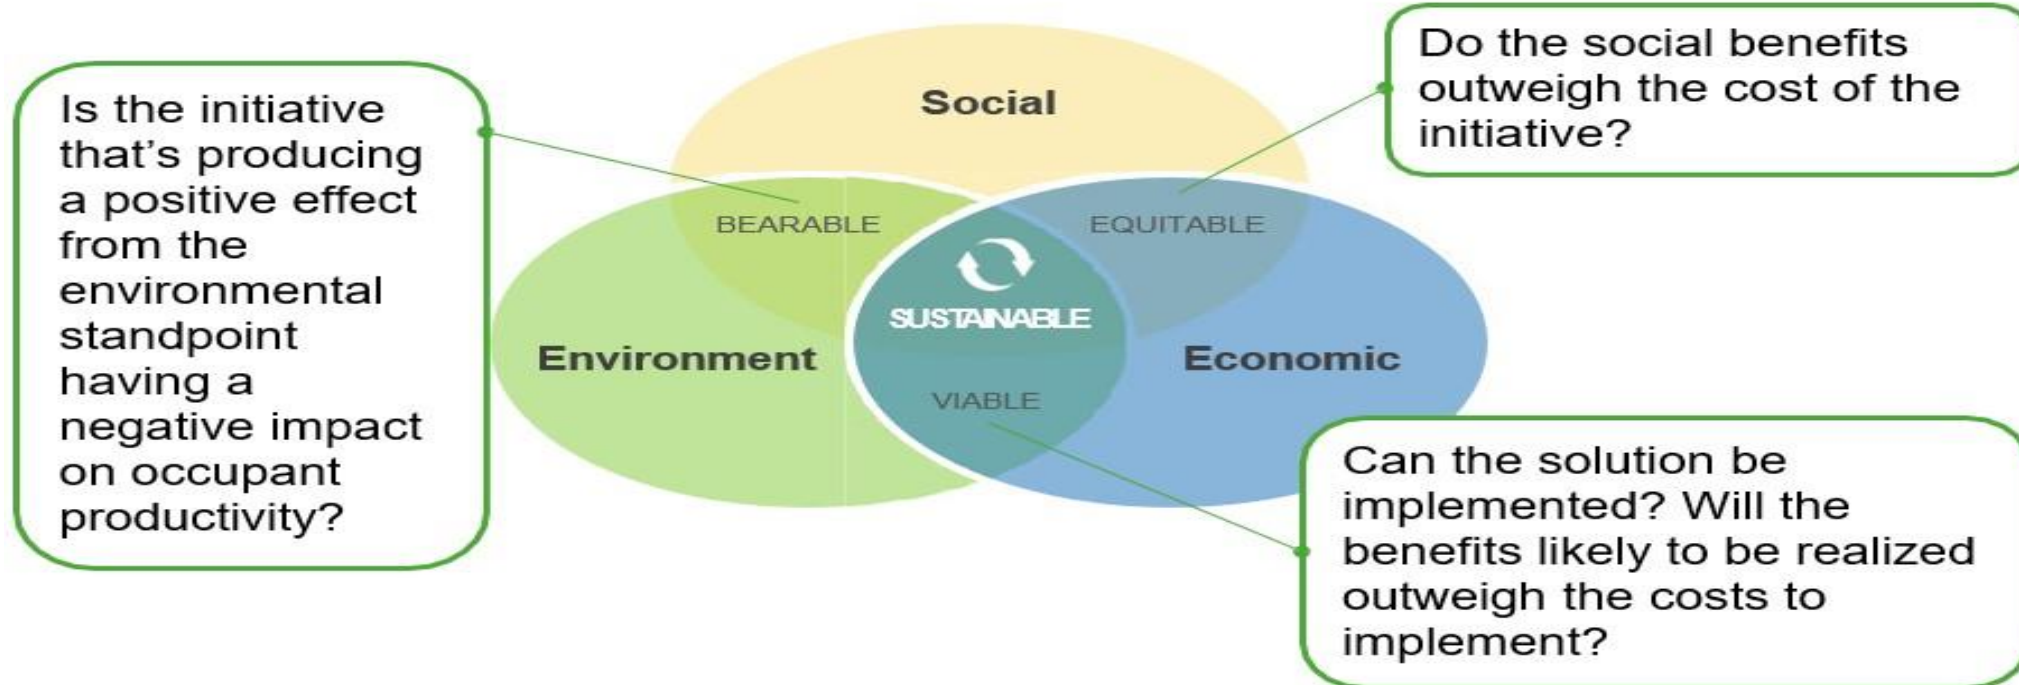 Is the initiative
that’s producing
a positive effect
from the
environmental
standpoint
having a
negative impact
on occupant
productivity?
Social
Do the social benefits
outweigh the cost of the
initiative?
BEARABLE
EQUITABLE
SUSTAINABLE
Environment
Economic
VIABLE
Can the solution be
implemented? Will the
benefits likely to be realized
outweigh the costs to
implement?